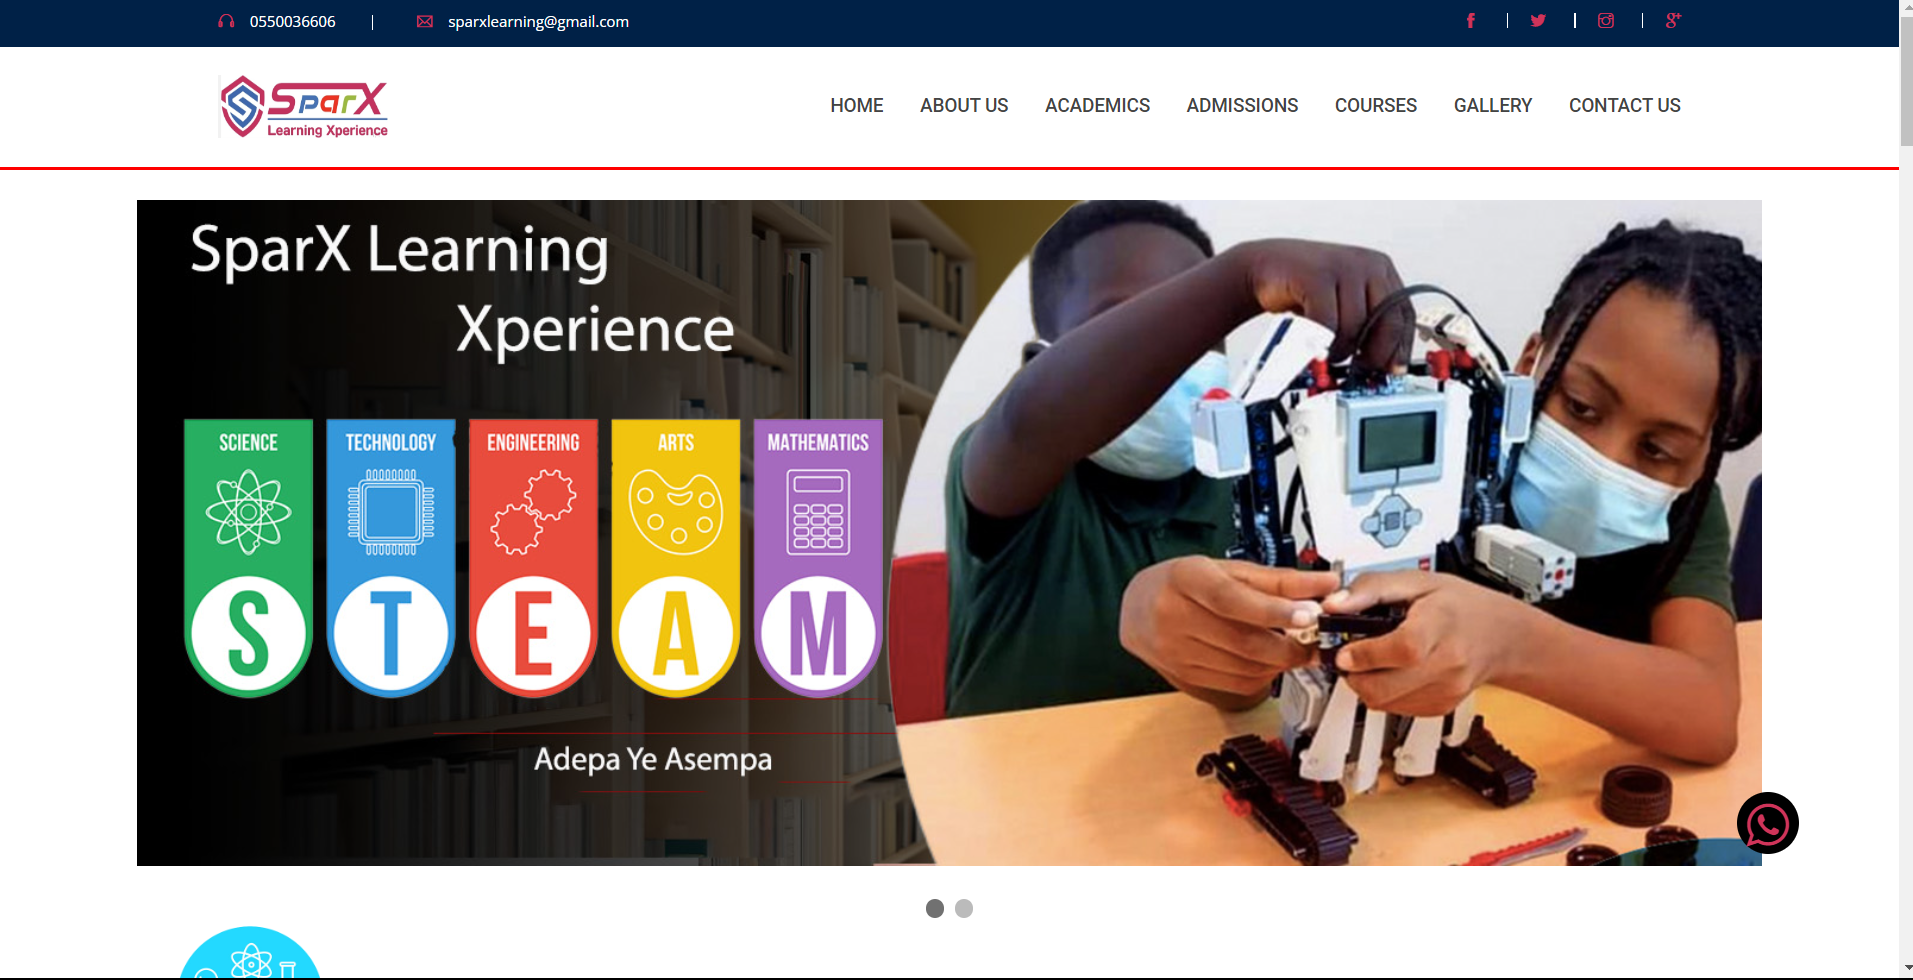 0550036606
sparxlearning@gmail.com
SparX
Learning Xperience
HOME
ABOUT US
ACADEMICS
ADMISSIONS
COURSES
GALLERY
CONTACT US
SparX Learning
Xperience
SCIENCE
TECHNOLOGY
ENGINEERING
ARTS
MATHEMATICS
S
T
E
A
M
Adepa Ye Asempa